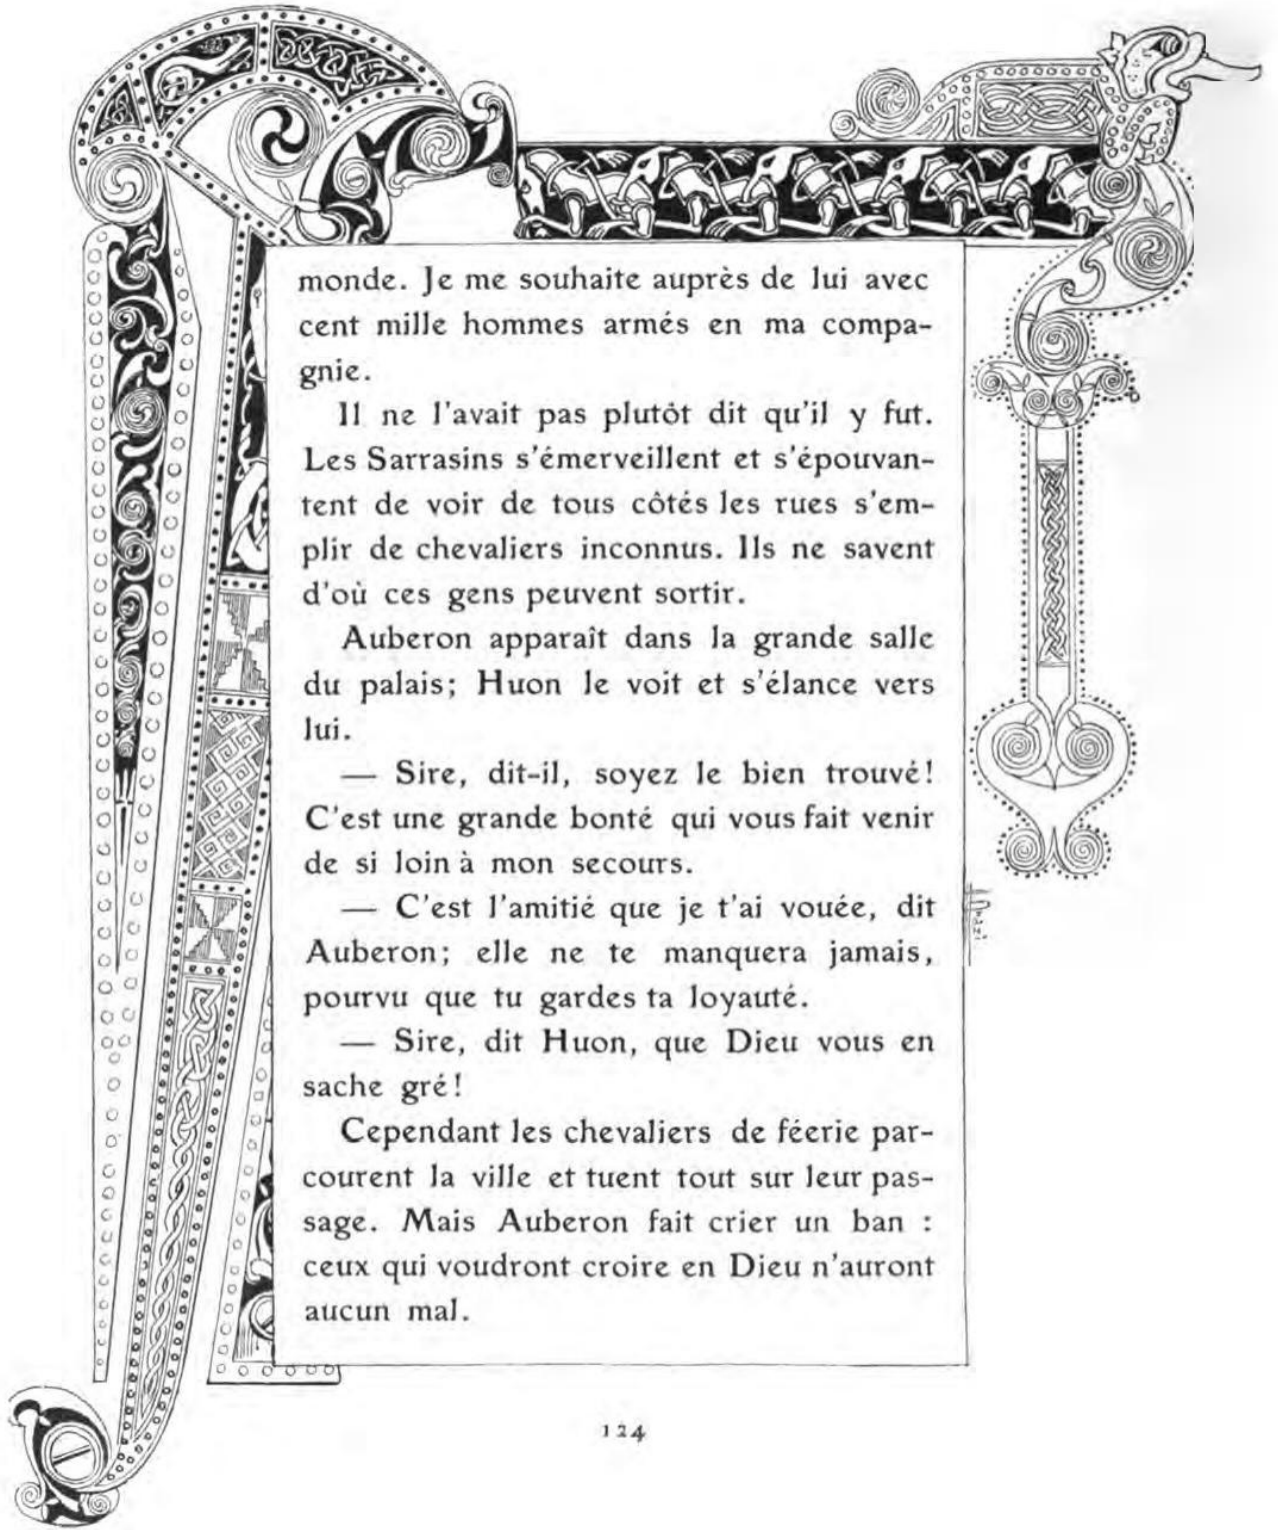 monde. Je me souhaite auprès de lui avec
cent mille hommes armés en ma compa-
gnie.
Il ne l'avait pas plutôt dit qu'il y fut.
Les Sarrasins s'émerveillent et s'épouvan-
tent de voir de tous côtés les rues s'em-
plir de chevaliers inconnus. Ils ne savent
d'où ces gens peuvent sortir.
Auberon apparaît dans la grande salle
du palais; Huon le voit et s'élance vers
lui.
— Sire, dit-il, soyez le bien trouvé!
C'est une grande bonté qui vous fait venir
de si loin à mon secours.
— C'est l'amitié que je t'ai vouée, dit
Auberon; elle ne te manquera jamais,
pourvu que tu gardes ta loyauté.
— Sire, dit Huon, que Dieu vous en
sache gré!
Cependant les chevaliers de féerie par-
courent la ville et tuent tout sur leur pas-
sage. Mais Auberon fait crier un ban :
ceux qui voudront croire en Dieu n'auront
aucun mal.
124